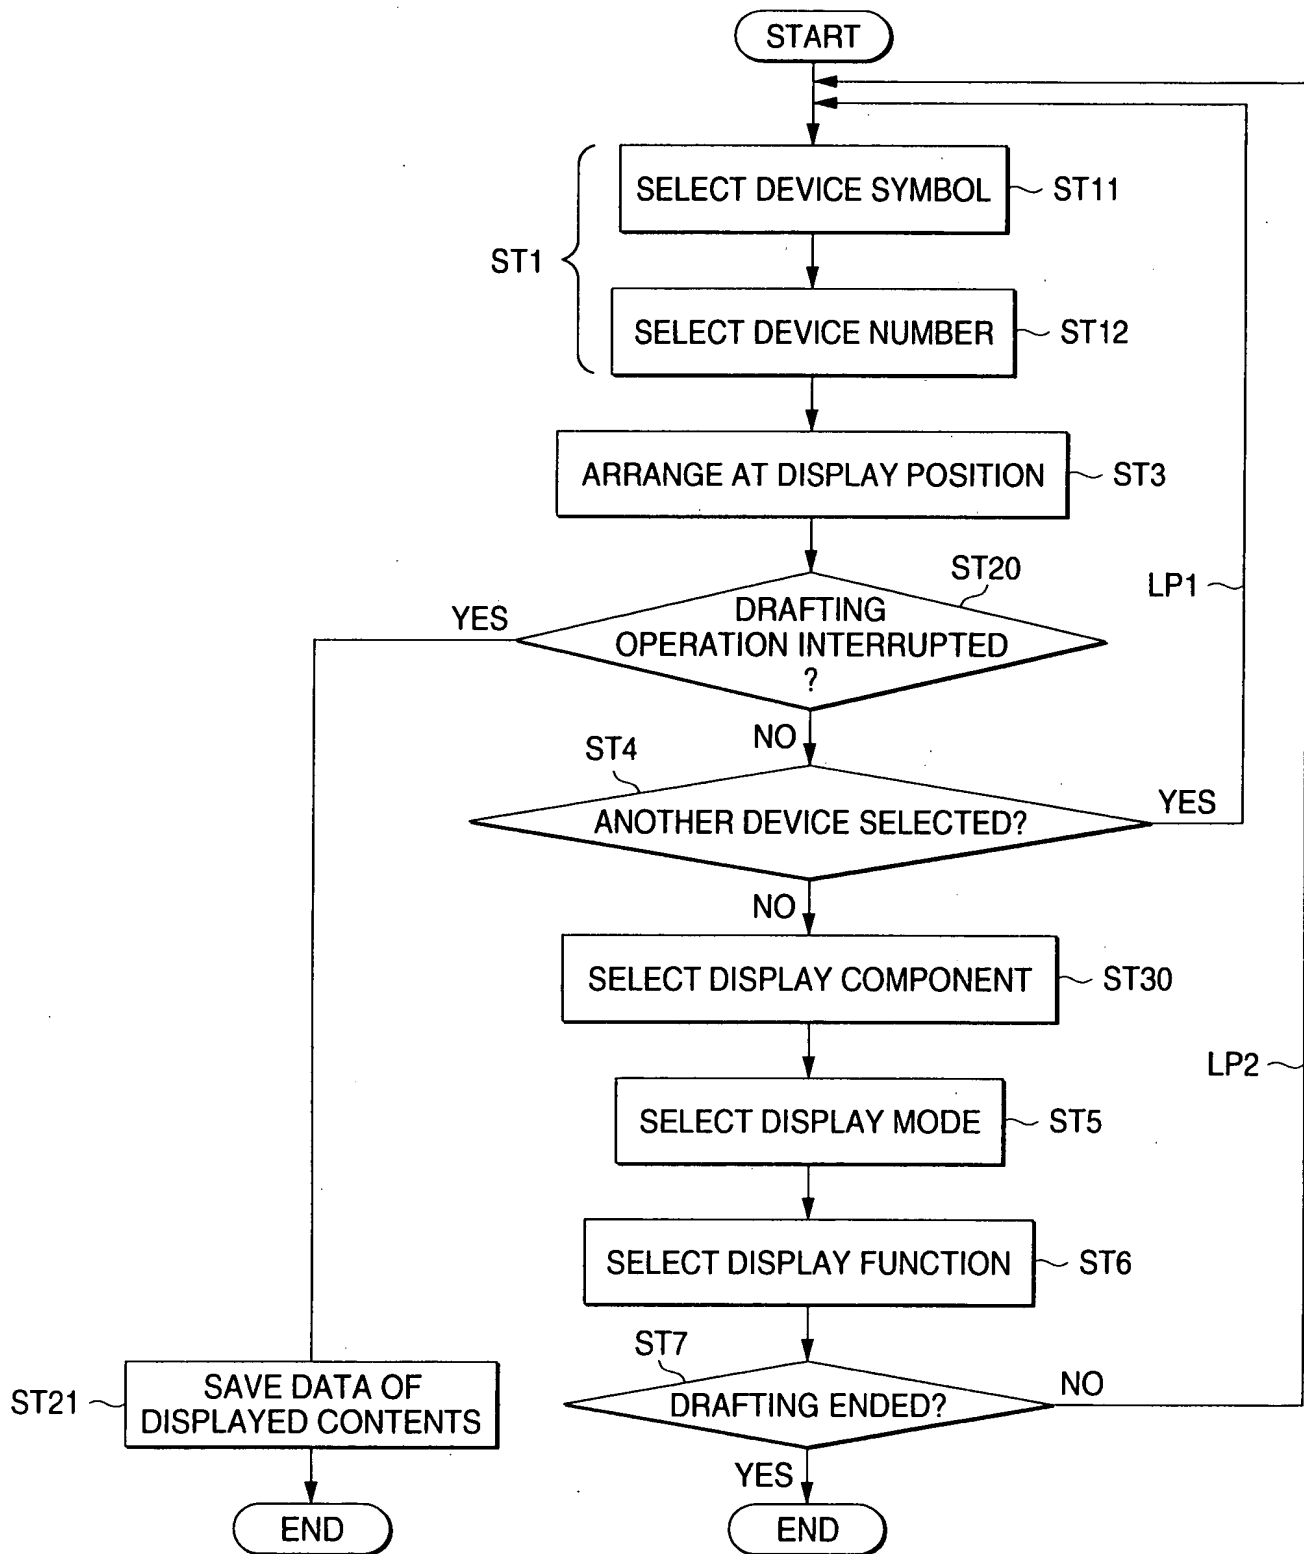 START
SELECT DEVICE SYMBOL
ST11
ST1
SELECT DEVICE NUMBER
ST12
ARRANGE AT DISPLAY POSITION
ST3
ST20
LP1
YES
DRAFTING
OPERATION INTERRUPTED
?
NO
ST4
YES
ANOTHER DEVICE SELECTED?
NO
SELECT DISPLAY COMPONENT
ST30
LP2
SELECT DISPLAY MODE
ST5
SELECT DISPLAY FUNCTION
ST6
ST7
NO
ST21
SAVE DATA OF
DISPLAYED CONTENTS
DRAFTING ENDED?
YES
END
END